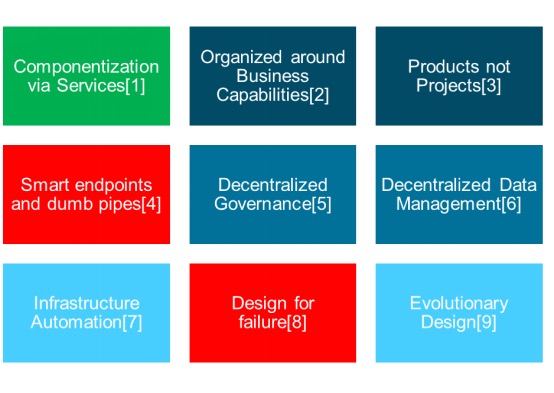 Componentization
via Services[1]
Organized around
Business
Capabilities[2]
Products not
Projects[3]
Smart endpoints
and dumb pipes[4]
Decentralized
Governance[5]
Decentralized Data
Management[6]
Infrastructure
Automation[7]
Design for
failure[8]
Evolutionary
Design[9]